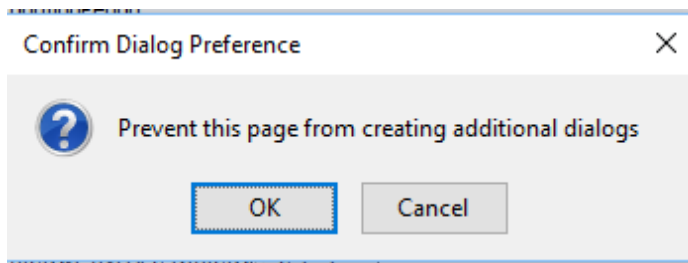 Confirm Dialog Preference
Prevent this page from creating additional dialogs
OK
Cancel